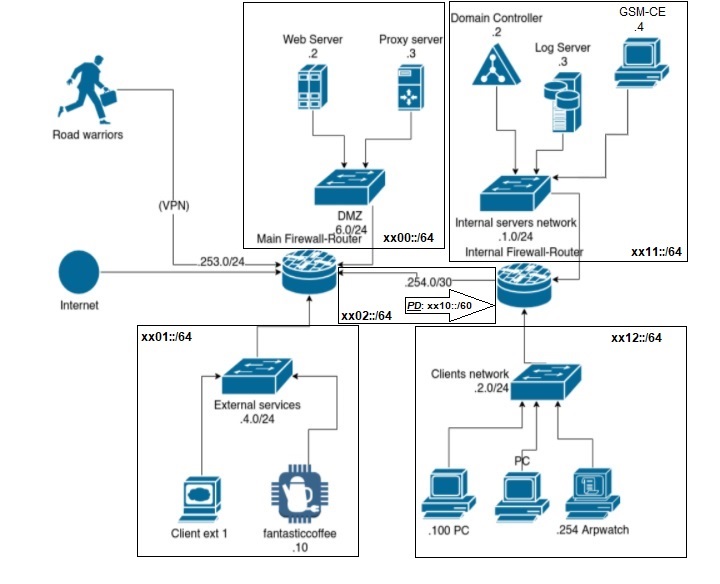 GSM-CE
.4
Domain Controller
.2
Log Server
.3
Web Server
.2
Proxy server
.3
Road warriors
(VPN)
DMZ
6.0/24
xx00::/64
Internal servers network
.1.0/24
xx11::/64
Main Firewall-Router
Internal Firewall-Router
.253.0/24
Internet
.254.0/30
PD: xx10::/60
xx02::/64
xx01::/64
xx12::/64
External services
.4.0/24
Clients network
.2.0/24
PC
Client ext 1
fantasticcoffee
.10
.100 PC
.254 Arpwatch